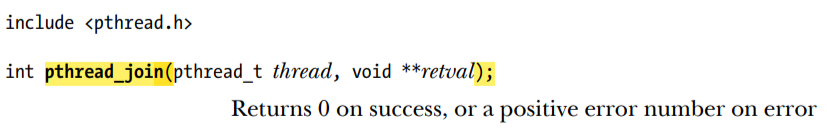 include <pthread.h>
int pthread_join(pthread_t thread, void **retval);
Returns 0 on success, or a positive error number on error